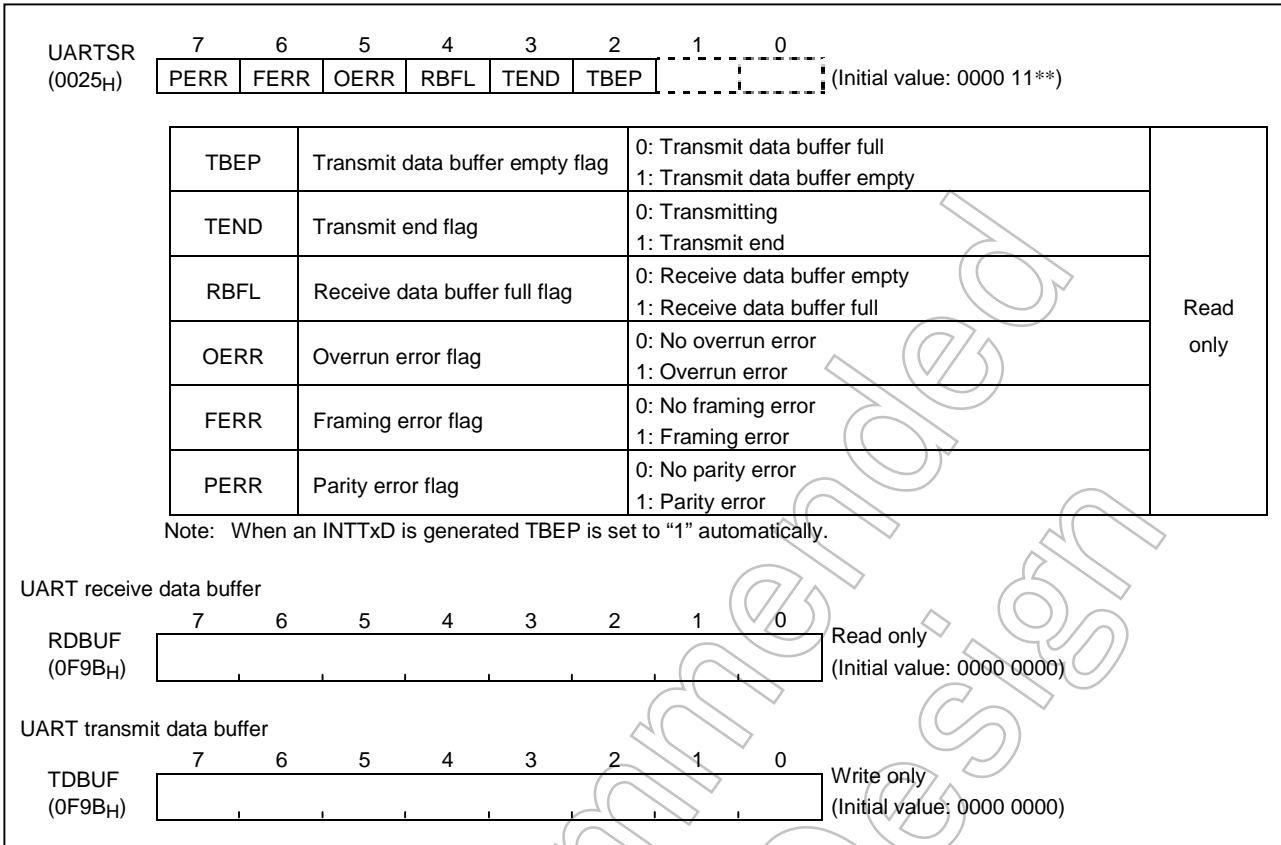 UARTSR
(0025H)
7 6 5 4 3 2 1 0
PERR FERR OERR RBFL TEND TBEP
(Initial value: 0000 11**)
TBEP Transmit data buffer empty flag 0: Transmit data buffer full
1: Transmit data buffer empty
TEND Transmit end flag 0: Transmitting
1: Transmit end
RBFL Receive data buffer full flag 0: Receive data buffer empty
1: Receive data buffer full
OERR Overrun error flag 0: No overrun error
1: Overrun error
FERR Framing error flag 0: No framing error
1: Framing error
PERR Parity error flag 0: No parity error
1: Parity error
Read
only
Note: When an INTTxD is generated TBEP is set to “1” automatically.
UART receive data buffer
7 6 5 4 3 2 1 0
RDBUF
(0F9BH)
Read only
(Initial value: 0000 0000)
UART transmit data buffer
7 6 5 4 3 2 1 0
TDBUF
(0F9BH)
Write only
(Initial value: 0000 0000)
mmended
esign